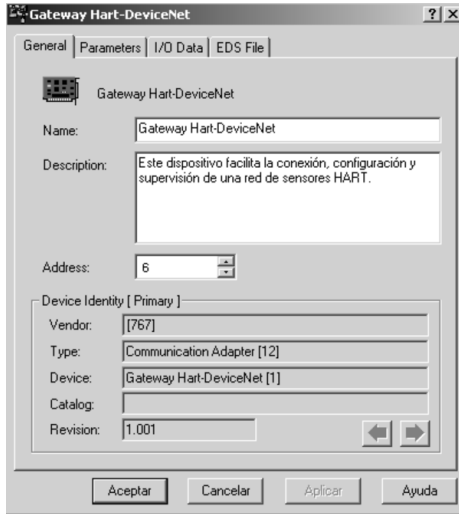 Gateway Hart-DeviceNet
General Parameters I/O Data EDS File
Gateway Hart-DeviceNet
Name: Gateway Hart-DeviceNet
Description: Este dispositivo facilita la conexión, configuración y
supervisión de una red de sensores HART.
Address: 6
Device Identity [ Primary ]
Vendor: [767]
Type: Communication Adapter [12]
Device: Gateway Hart-DeviceNet [1]
Catalog:
Revision: 1.001
Aceptar Cancelar Aplicar Ayuda